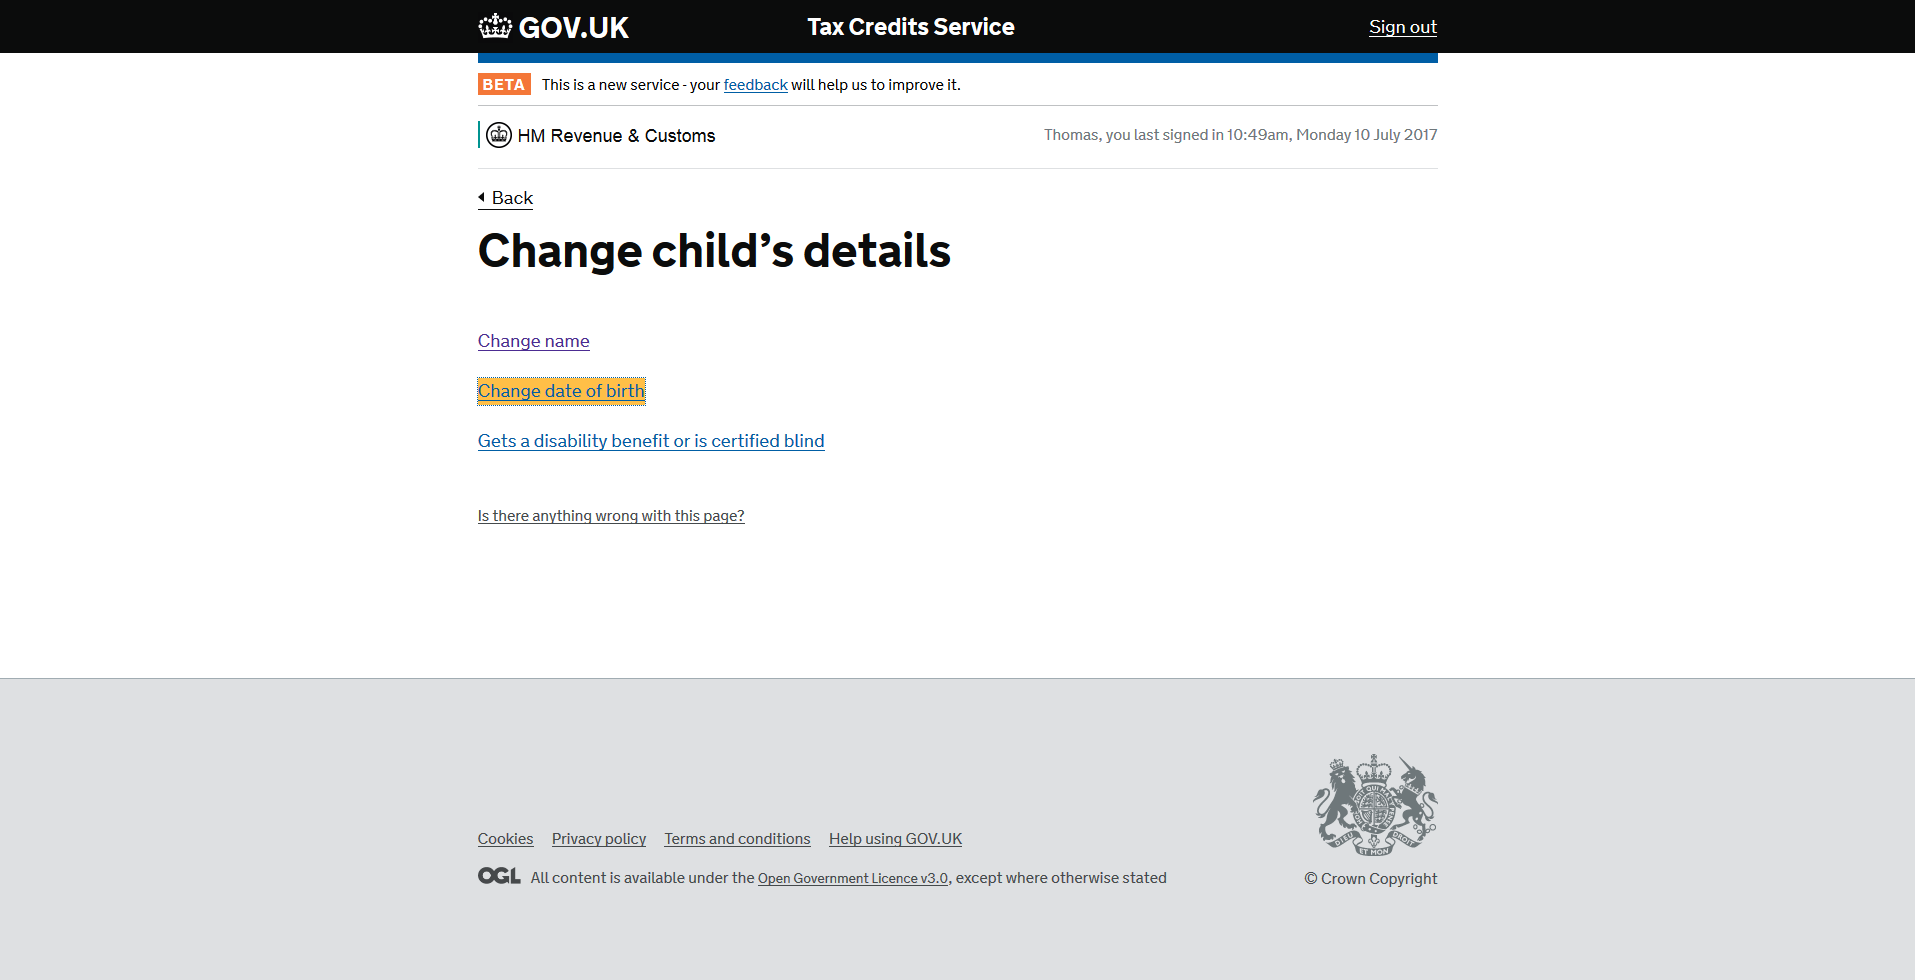 GOV.UK Tax Credits Service Sign out
BETA This is a new service - your feedback will help us to improve it.
HM Revenue & Customs Thomas, you last signed in 10:49am, Monday 10 July 2017
Back
Change child’s details
Change name
Change date of birth
Gets a disability benefit or is certified blind
Is there anything wrong with this page?
Cookies Privacy policy Terms and conditions Help using GOV.UK
OGL All content is available under the Open Government Licence v3.0, except where otherwise stated
© Crown Copyright